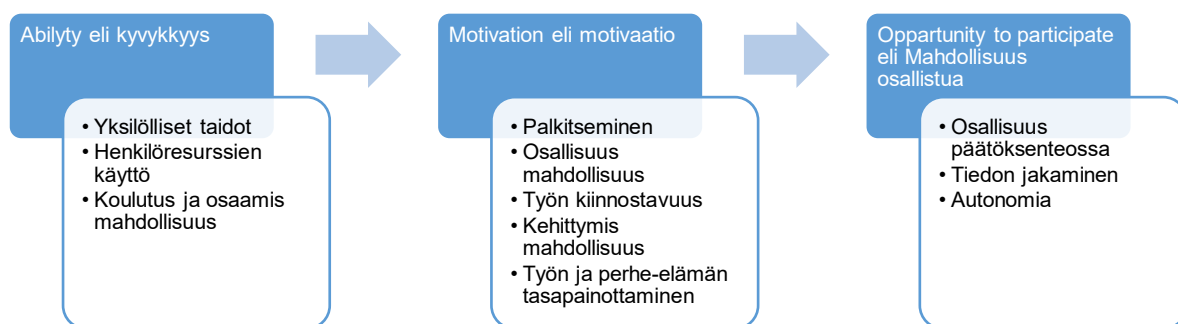 Abilyty eli kyvykkyys
• Yksilölliset taidot
• Henkilöresurssien
käyttö
• Koulutus ja osaamis
mahdollisuus
Motivation eli motivaatio
• Palkitseminen
• Osallisuus
mahdollisuus
• Työn kiinnostavuus
• Kehittymis
mahdollisuus
• Työn ja perhe-elämän
tasapainottaminen
Oppartunity to participate
eli Mahdollisuus
osallistua
• Osallisuus
päätöksenteossa
• Tiedon jakaminen
• Autonomia